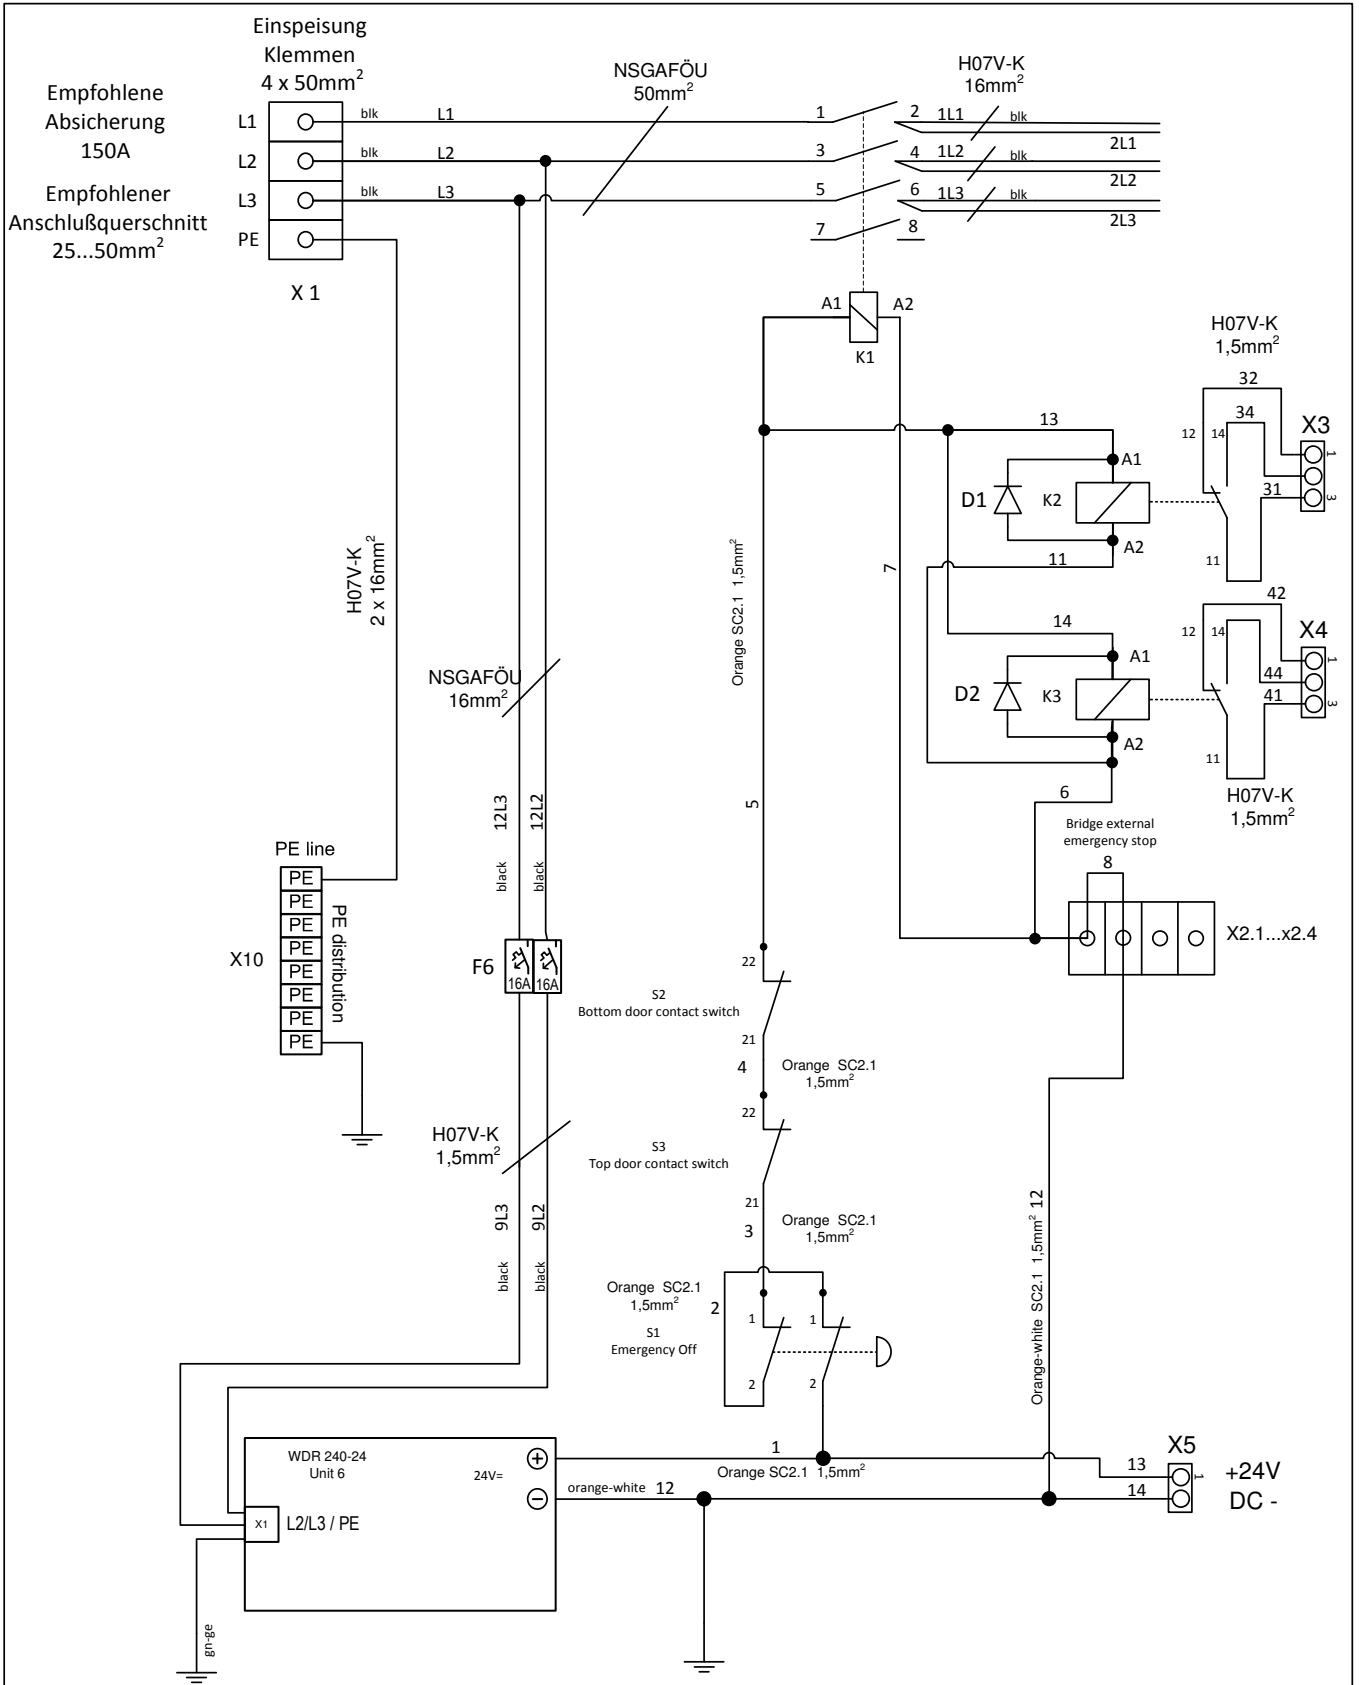 Einspeisung
Klemmen
4 x 50mm²
Empfohlene
Absicherung
150A
Empfohlener
Anschlußquerschnitt
25...50mm²
L1
L2
L3
PE
X 1
blk
L1
blk
L2
blk
L3
NSGAFÖU
50mm²
H07V-K
16mm²
1
2
1L1
blk
2L1
3
4
1L2
blk
2L2
5
6
1L3
blk
2L3
7
8
A1
A2
K1
H07V-K
1,5mm²
32
34
31
12
14
11
X3
1
3
13
A1
D1
K2
A2
11
7
Orange SC2.1 1,5mm²
5
14
A1
D2
K3
A2
6
42
44
41
12
14
11
X4
1
3
H07V-K
1,5mm²
Bridge external
emergency stop
8
X2.1...x2.4
H07V-K
2 x 16mm²
NSGAFÖU
16mm²
12L3
12L2
black
black
PE line
PE
PE
PE
PE
PE
PE
PE
PE
PE distribution
X10
F6
16A
16A
22
S2
Bottom door contact switch
21
4
Orange SC2.1
1,5mm²
22
S3
Top door contact switch
21
3
Orange SC2.1
1,5mm²
H07V-K
1,5mm²
9L3
9L2
black
black
Orange SC2.1
1,5mm²
2
S1
Emergency Off
1
1
2
2
Orange-white SC2.1 1,5mm² 12
WDR 240-24
Unit 6
24V=
X1
L2/L3 / PE
gn-ge
1
Orange SC2.1 1,5mm²
orange-white 12
X5
13
14
1
+24V
DC -